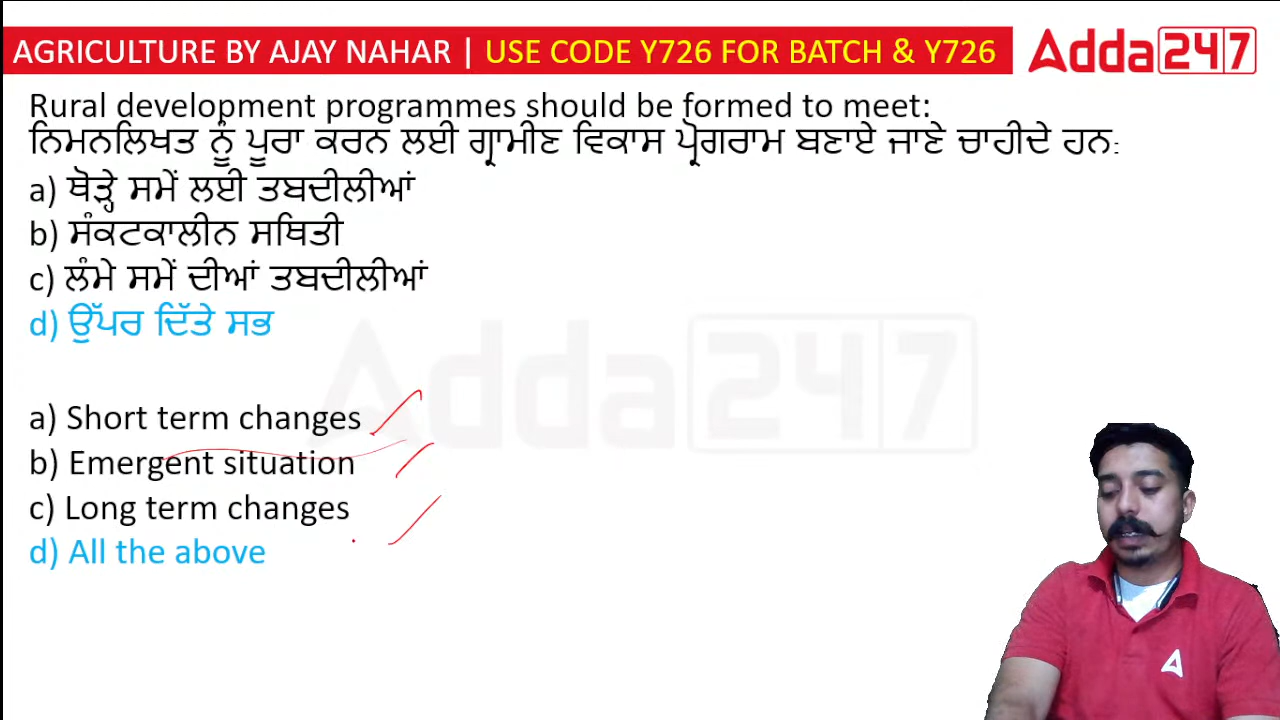 AGRICULTURE BY AJAY NAHAR | USE CODE Y726 FOR BATCH & Y726
Adda247
Rural development programmes should be formed to meet:
ਨਿਮਨਲਿਖਤ ਨੂੰ ਪੂਰਾ ਕਰਨ ਲਈ ਗ੍ਰਾਮੀਣ ਵਿਕਾਸ ਪ੍ਰੋਗਰਾਮ ਬਣਾਏ ਜਾਣੇ ਚਾਹੀਦੇ ਹਨ:
a) ਥੋੜ੍ਹੇ ਸਮੇਂ ਲਈ ਤਬਦੀਲੀਆਂ
b) ਸੰਕਟਕਾਲੀਨ ਸਥਿਤੀ
c) ਲੰਮੇ ਸਮੇਂ ਦੀਆਂ ਤਬਦੀਲੀਆਂ
d) ਉੱਪਰ ਦਿੱਤੇ ਸਭ
Adda247
a) Short term changes
b) Emergent situation
c) Long term changes
d) All the above